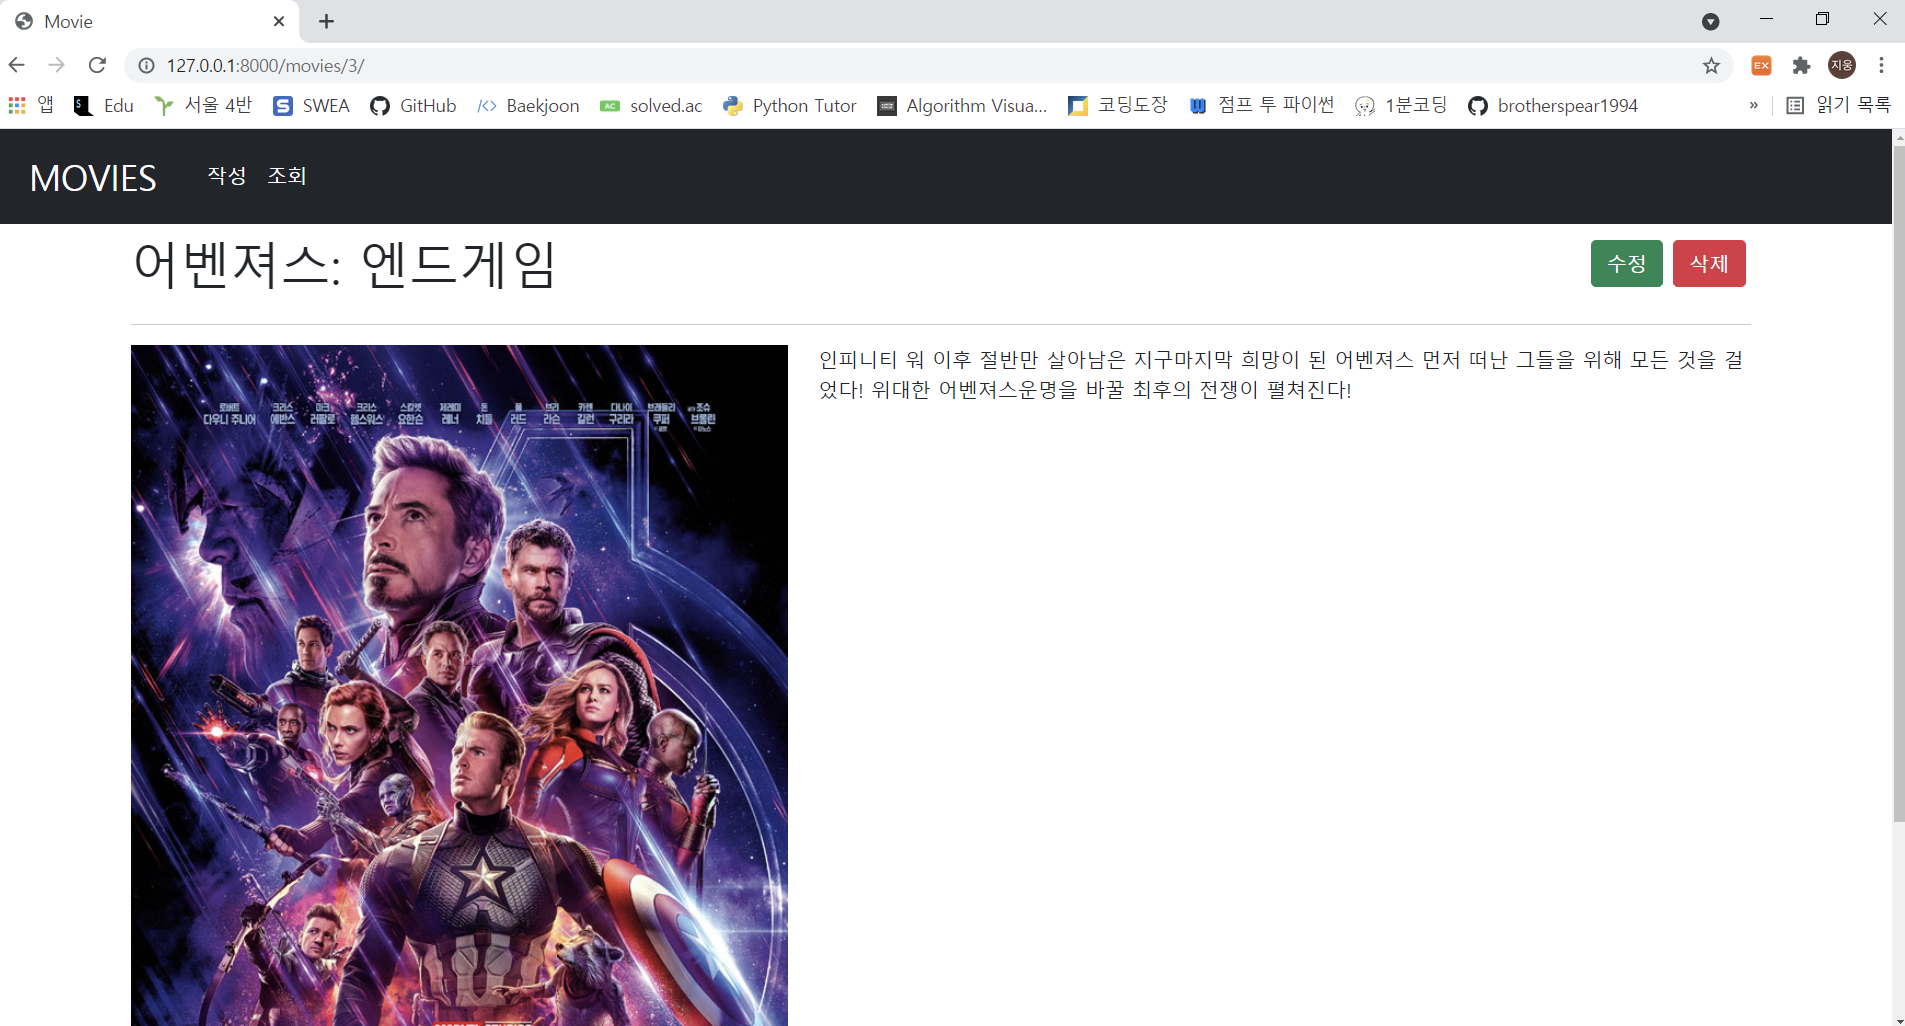 Movie
127.0.0.1:8000/movies/3/
EX
지웅
앱 Edu 서울 4반 SWEA GitHub Baekjoon solved.ac Python Tutor Algorithm Visua... 코딩도장 점프 투 파이썬 1분코딩 brotherspear1994 » 읽기 목록
MOVIES 작성 조회
어벤져스: 엔드게임 수정 삭제
인피니티 워 이후 절반만 살아남은 지구마지막 희망이 된 어벤져스 먼저 떠난 그들을 위해 모든 것을 걸
었다! 위대한 어벤져스운명을 바꿀 최후의 전쟁이 펼쳐진다!
로버트 크리스 마크 크리스 스칼렛 제레미 돈 폴 브리 카렌 다나이 브래들리 조슈
다우니 주니어 에반스 러팔로 헴스워스 요한슨 레너 치들 러드 라슨 길런 구리라 쿠퍼 브롤린